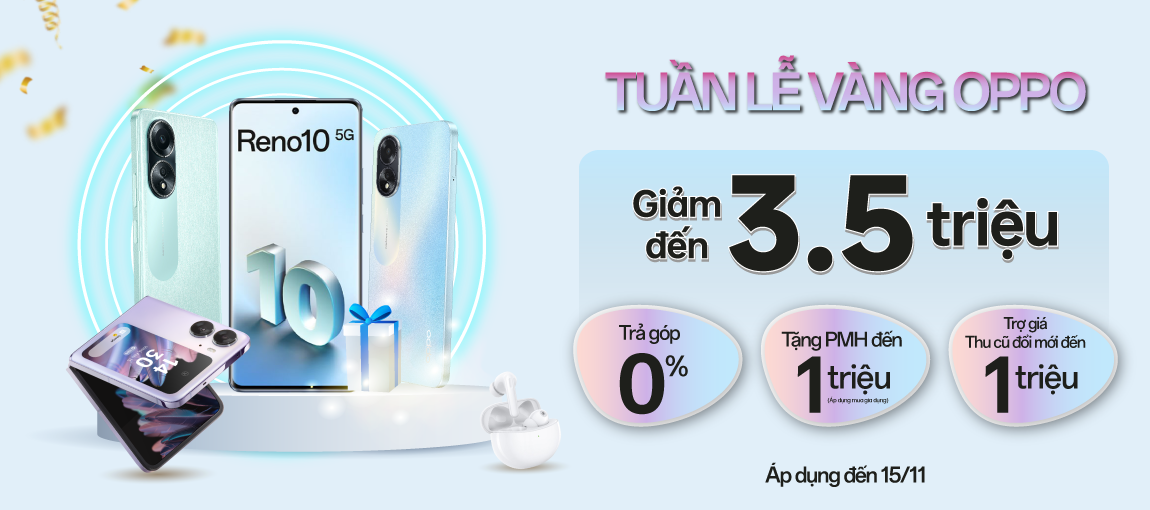 TUẦN LỄ VÀNG OPPO
Reno10 5G
10
Giảm
đến
3.5 triệu
Trả góp
0%
Tặng PMH đến
1 triệu
(Áp dụng mua gia dụng)
Trợ giá
Thu cũ đổi mới đến
1 triệu
Áp dụng đến 15/11